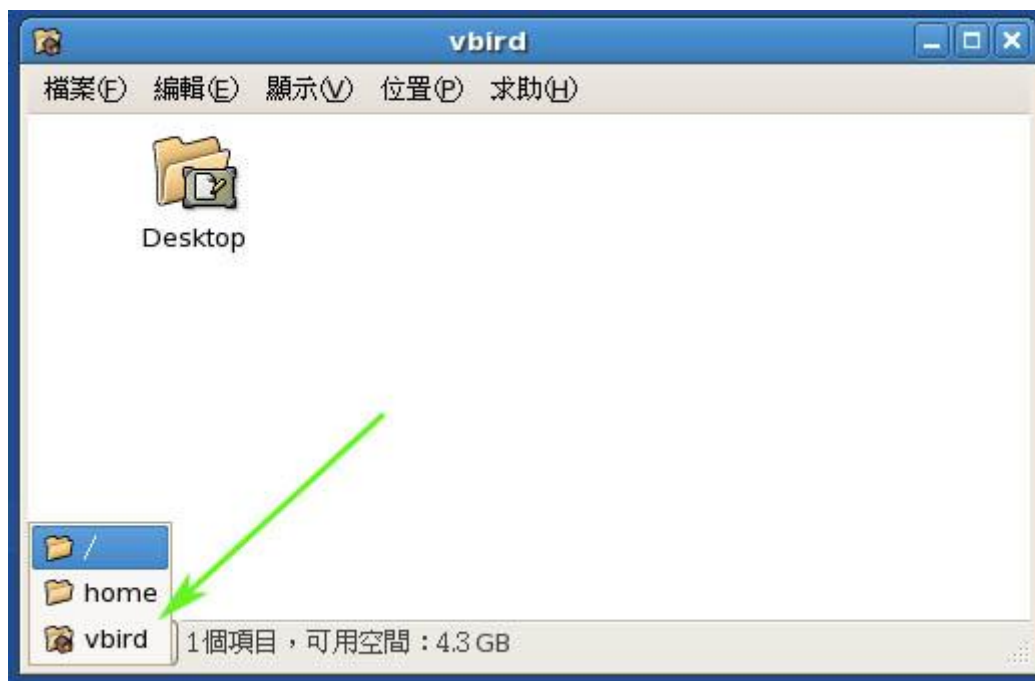 vbird
檔案(F) 編輯(E) 顯示(V) 位置(P) 求助(H)
Desktop
/
home
vbird
1個項目，可用空間：4.3 GB